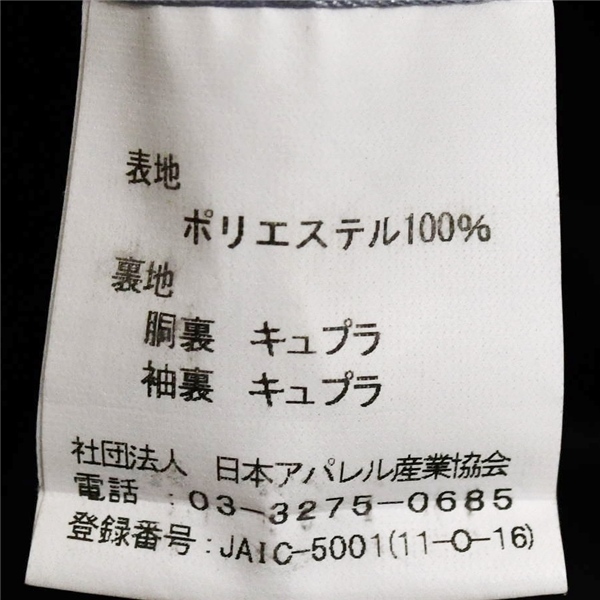 表地
ポリエステル100%
裏地
胴裏 キュプラ
袖裏 キュプラ
社団法人 日本アパレル産業協会
電話 : 03-3275-0685
登録番号 : JAIC-5001(11-0-16)